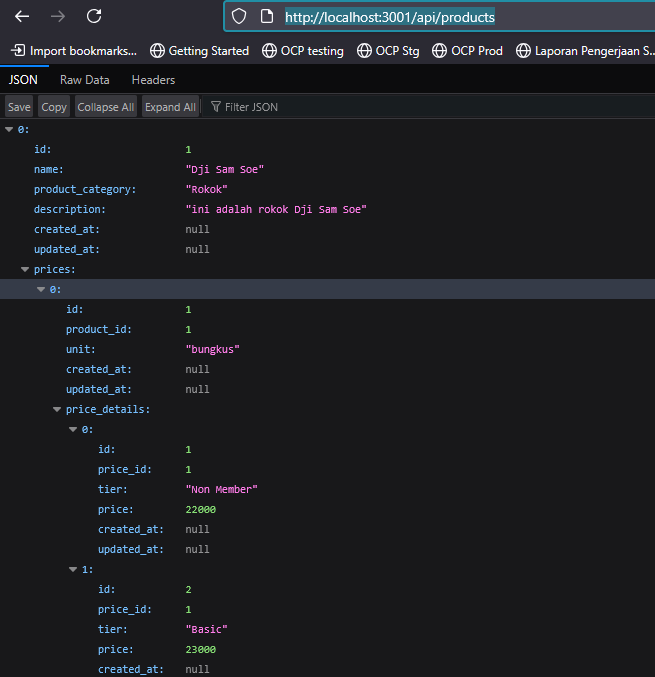 http://localhost:3001/api/products
Import bookmarks... Getting Started OCP testing OCP Stg OCP Prod Laporan Pengerjaan S...
JSON Raw Data Headers
Save Copy Collapse All Expand All Filter JSON
0:
id: 1
name: "Dji Sam Soe"
product_category: "Rokok"
description: "ini adalah rokok Dji Sam Soe"
created_at: null
updated_at: null
prices:
0:
id: 1
product_id: 1
unit: "bungkus"
created_at: null
updated_at: null
price_details:
0:
id: 1
price_id: 1
tier: "Non Member"
price: 22000
created_at: null
updated_at: null
1:
id: 2
price_id: 1
tier: "Basic"
price: 23000
created_at: null